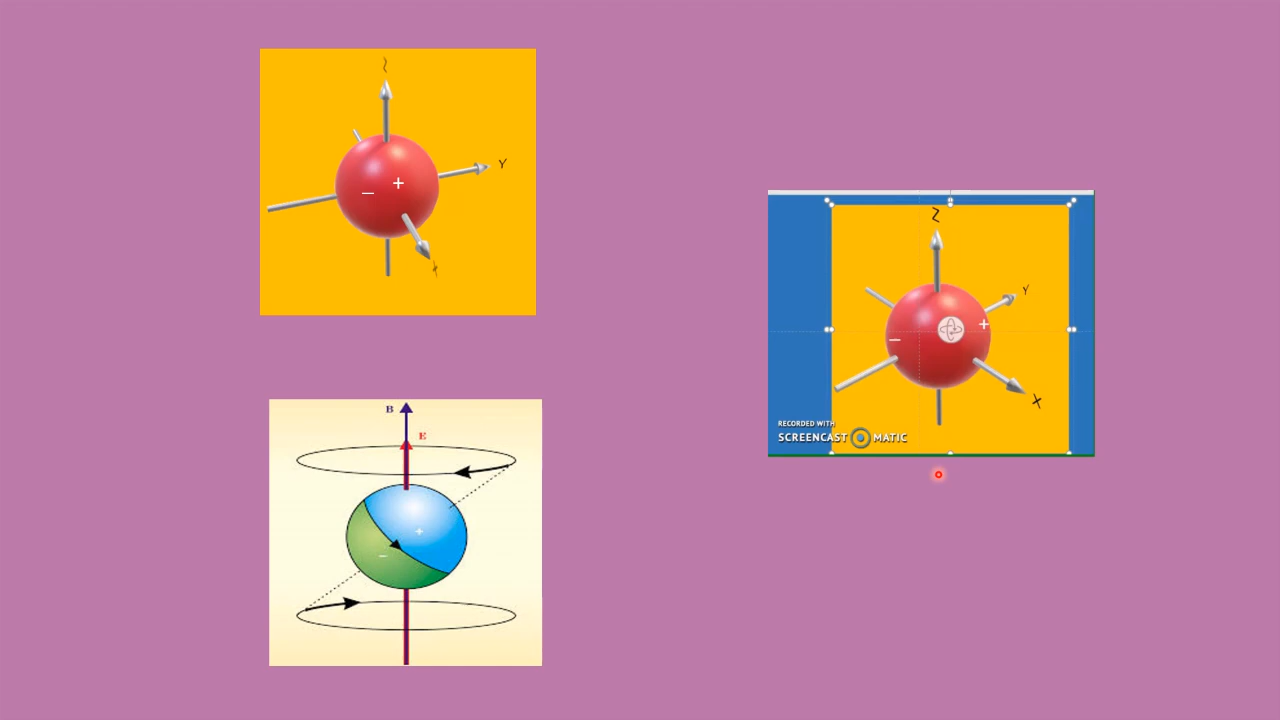 Z
Y
– +
X
B
E
+
–
Z
Y
+
–
X
RECORDED WITH
SCREENCAST MATIC